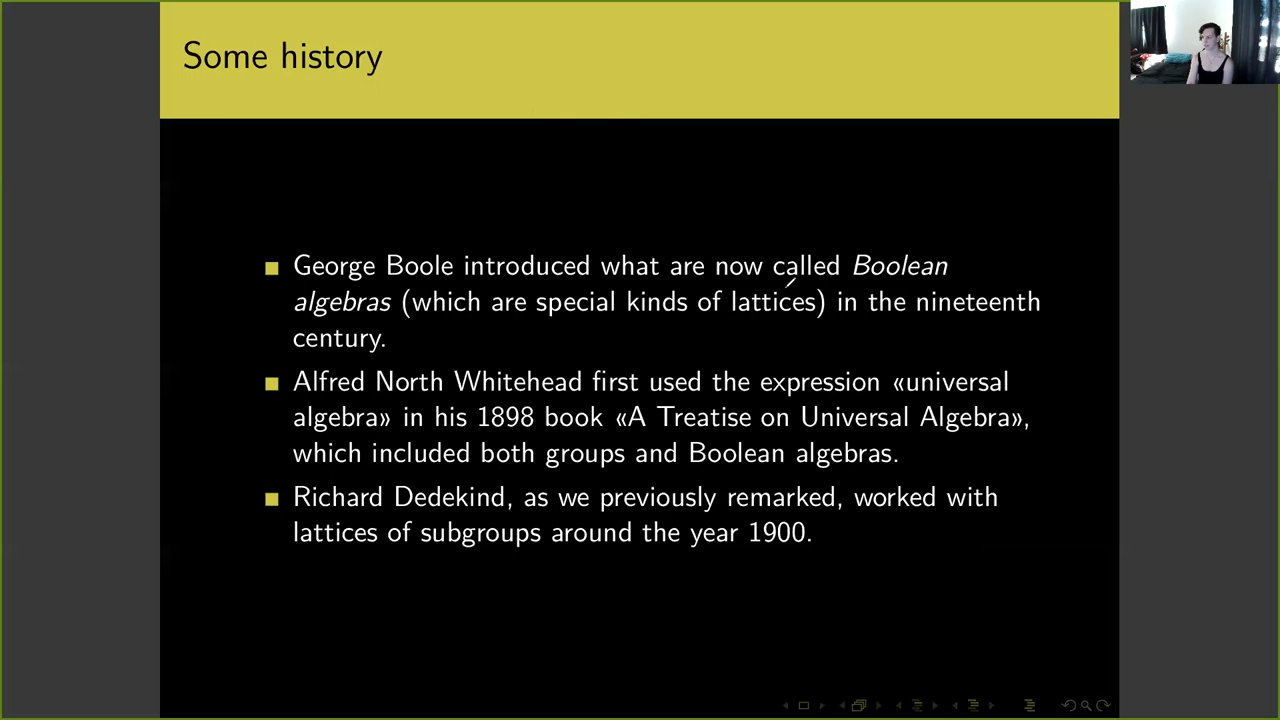 Some history
George Boole introduced what are now called Boolean
algebras (which are special kinds of lattices) in the nineteenth
century.
Alfred North Whitehead first used the expression «universal
algebra» in his 1898 book «A Treatise on Universal Algebra»,
which included both groups and Boolean algebras.
Richard Dedekind, as we previously remarked, worked with
lattices of subgroups around the year 1900.